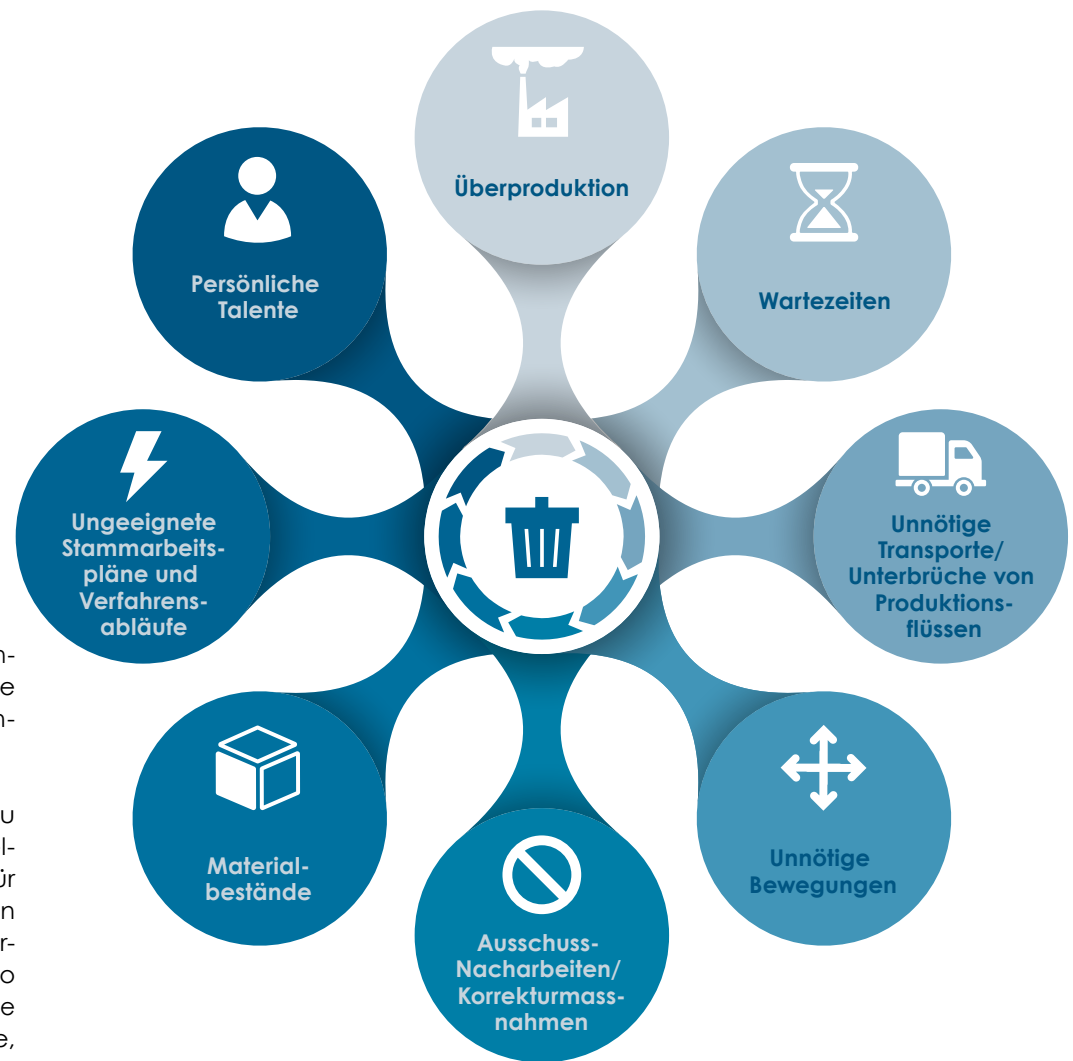 Überproduktion
Wartezeiten
Unnötige
Transporte/
Unterbrüche von
Produktions-
flüssen
Unnötige
Bewegungen
Ausschuss-
Nacharbeiten/
Korrekturmass-
nahmen
Material-
bestände
Ungeeignete
Stammarbeits-
pläne und
Verfahrens-
abläufe
Persönliche
Talente
n-
e
n-
u
l-
ür
n
r-
o
e
e,